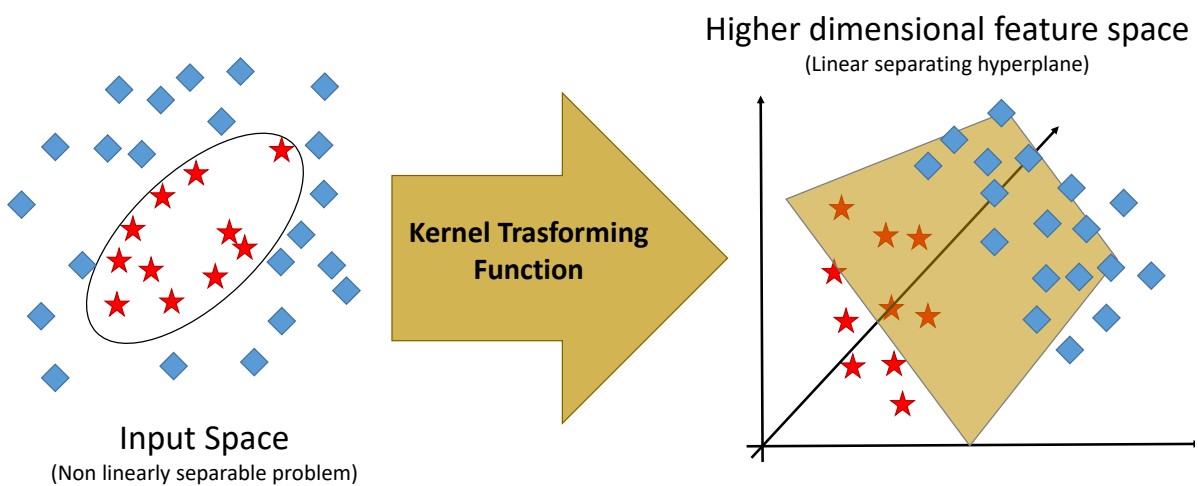 Higher dimensional feature space
(Linear separating hyperplane)
Kernel Trasforming
Function
Input Space
(Non linearly separable problem)